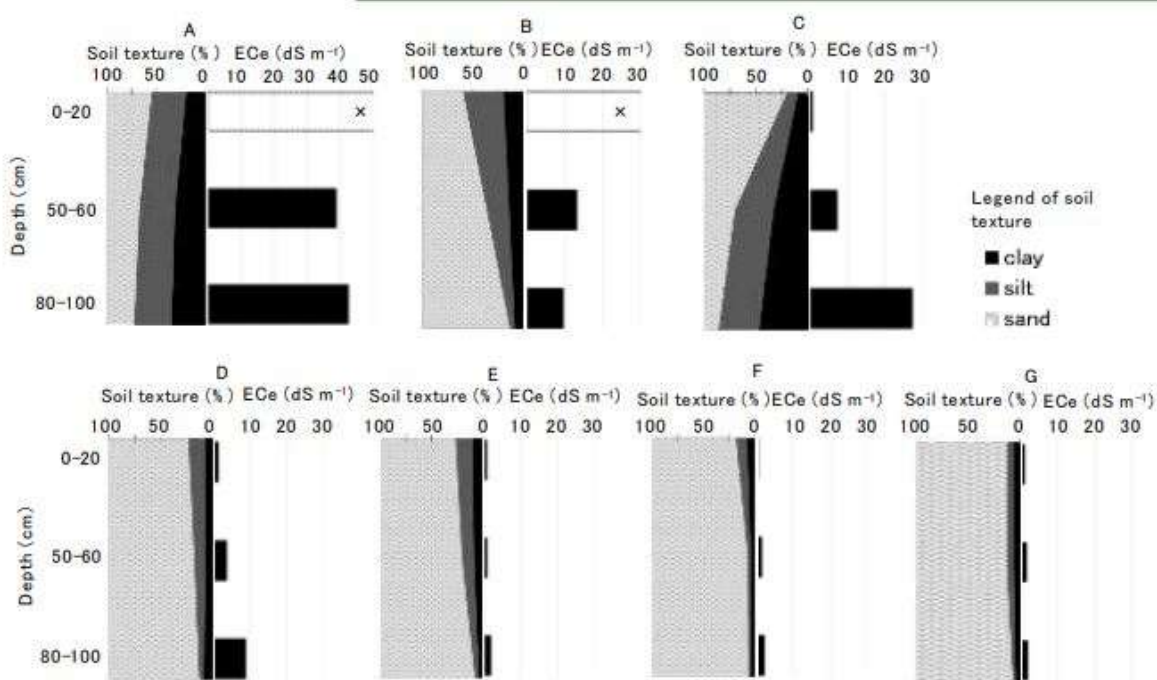 A
B
C
Soil texture (%) ECe (dS m⁻¹)
Soil texture (%) ECe (dS m⁻¹)
Soil texture (%) ECe (dS m⁻¹)
100 50 0 10 20 30 40 50
100 50 0 10 20 30
100 50 0 10 20 30
0-20
×
×
50-60
80-100
Depth (cm)
Legend of soil
texture
clay
silt
sand
D
E
F
G
Soil texture (%) ECe (dS m⁻¹)
Soil texture (%) ECe (dS m⁻¹)
Soil texture (%) ECe (dS m⁻¹)
Soil texture (%) ECe (dS m⁻¹)
100 50 0 10 20 30
100 50 0 10 20 30
100 50 0 10 20 30
100 50 0 10 20 30
0-20
50-60
80-100
Depth (cm)